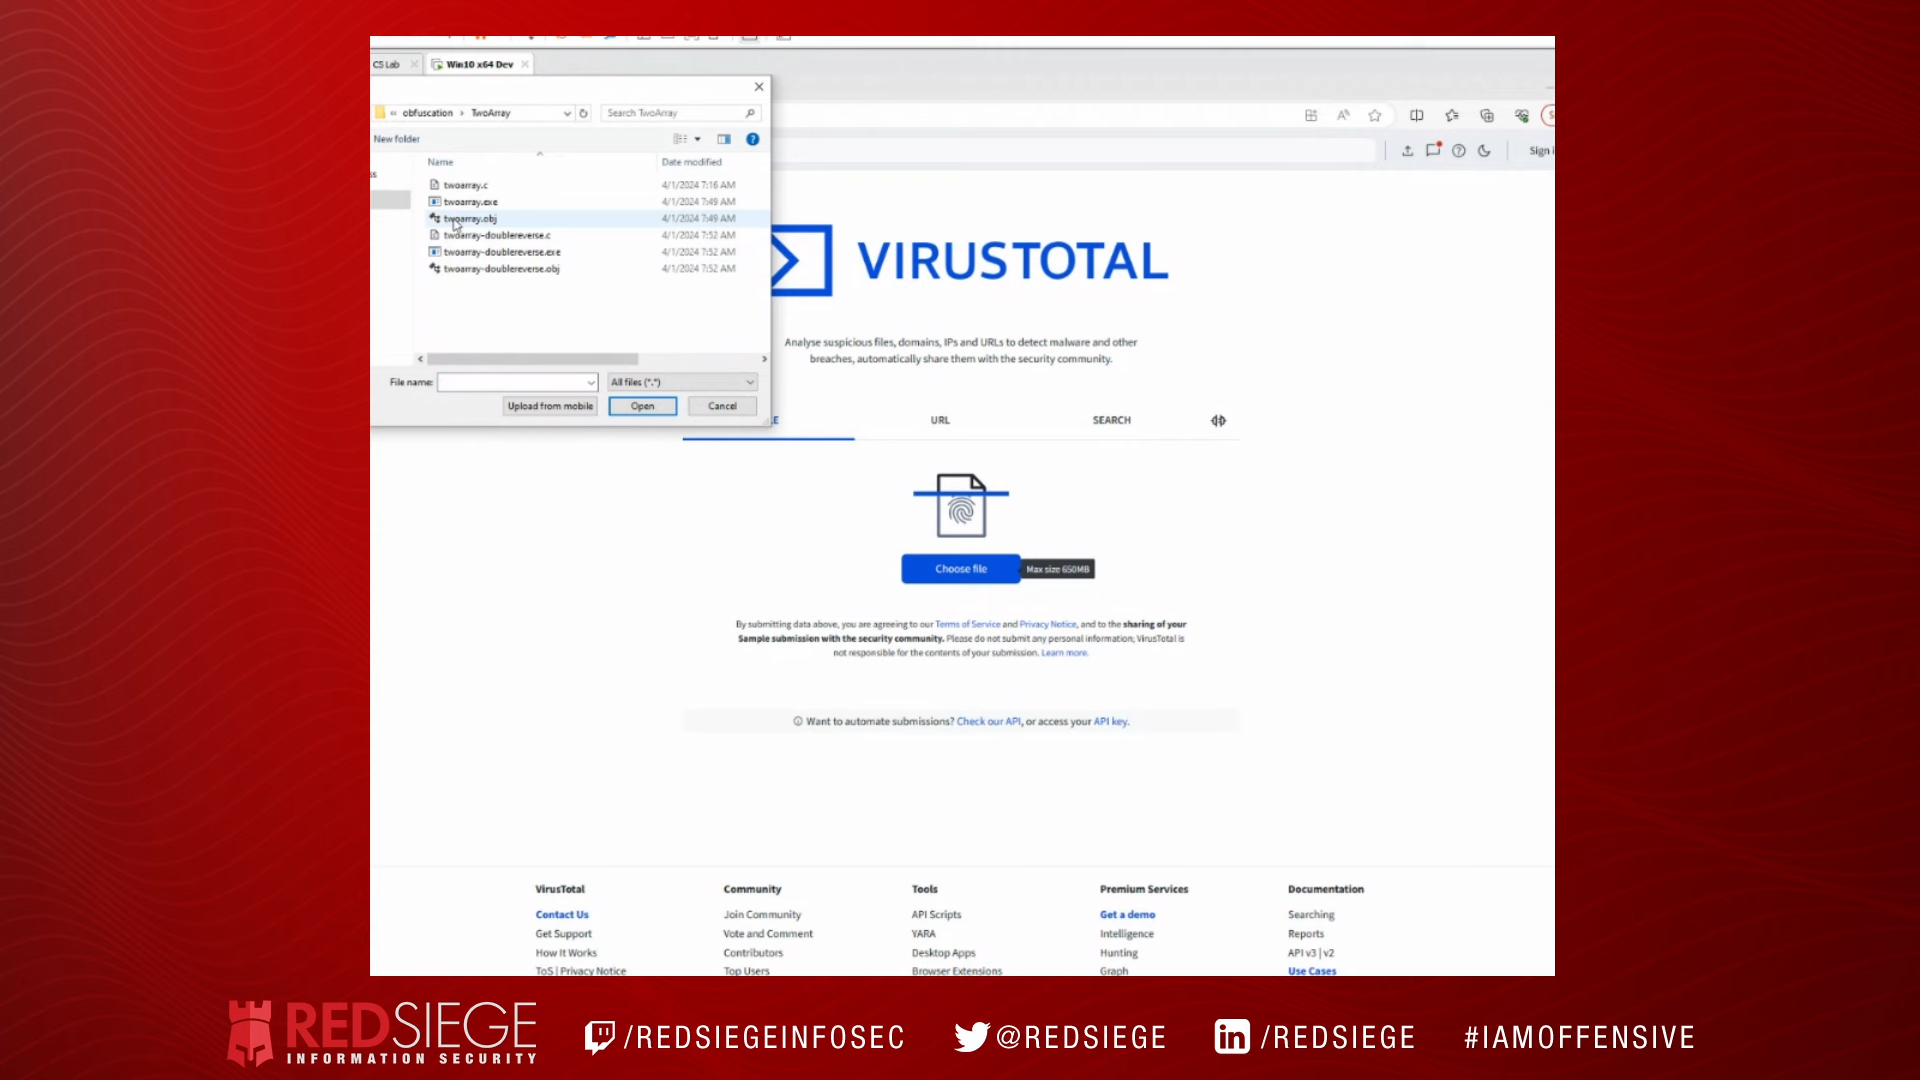 CS Lab
Win10 x64 Dev
« obfuscation › TwoArray
Search TwoArray
New folder
Name
Date modified
twoarray.c
4/1/2024 7:16 AM
twoarray.exe
4/1/2024 7:49 AM
twoarray.obj
4/1/2024 7:49 AM
twoarray-doublereverse.c
4/1/2024 7:52 AM
twoarray-doublereverse.exe
4/1/2024 7:52 AM
twoarray-doublereverse.obj
4/1/2024 7:52 AM
File name:
All files (*.*)
Upload from mobile
Open
Cancel
Sign i
VIRUSTOTAL
Analyse suspicious files, domains, IPs and URLs to detect malware and other
breaches, automatically share them with the security community.
URL
SEARCH
Choose file
Max size 650MB
By submitting data above, you are agreeing to our Terms of Service and Privacy Notice, and to the sharing of your
Sample submission with the security community. Please do not submit any personal information; VirusTotal is
not responsible for the contents of your submission. Learn more.
Want to automate submissions? Check our API, or access your API key.
VirusTotal
Contact Us
Get Support
How It Works
ToS | Privacy Notice
Community
Join Community
Vote and Comment
Contributors
Top Users
Tools
API Scripts
YARA
Desktop Apps
Browser Extensions
Premium Services
Get a demo
Intelligence
Hunting
Graph
Documentation
Searching
Reports
API v3 | v2
Use Cases
REDSIEGE
INFORMATION SECURITY
/REDSIEGEINFOSEC
@REDSIEGE
/REDSIEGE
#IAMOFFENSIVE